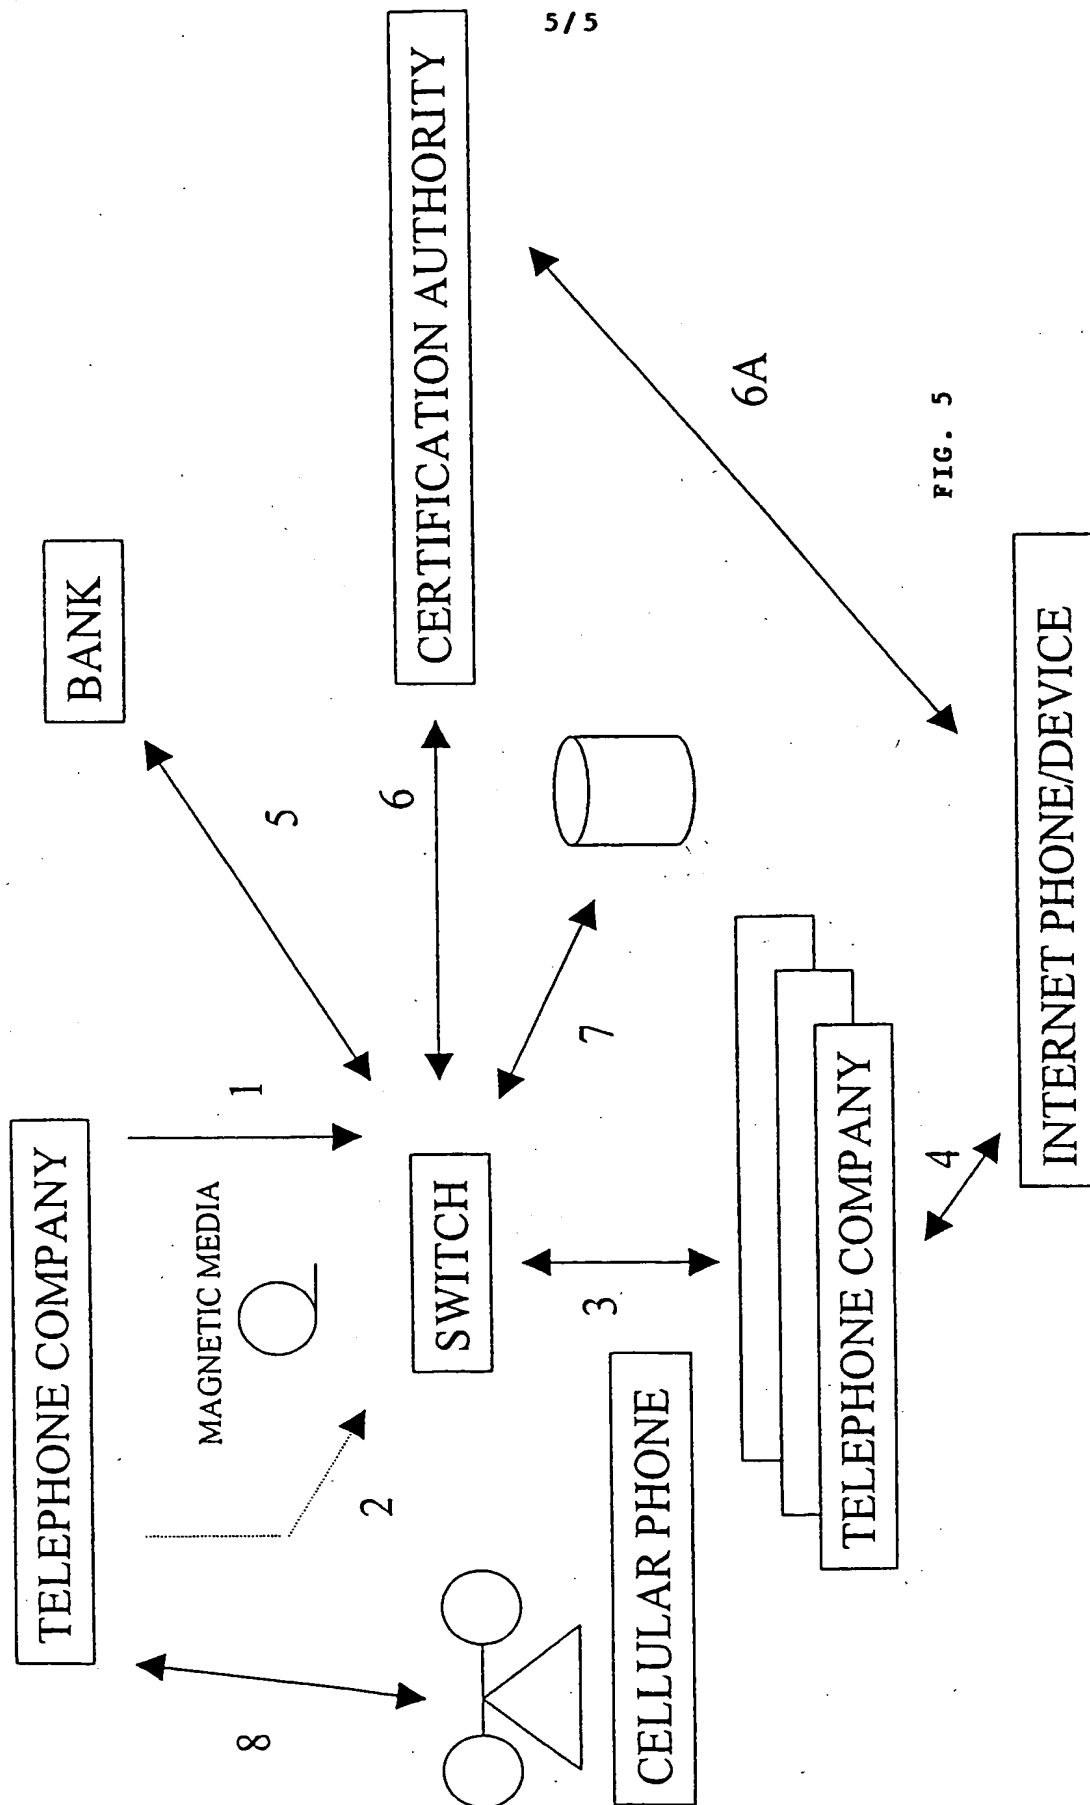 5/5
TELEPHONE COMPANY
BANK
8
2
MAGNETIC MEDIA
1
5
SWITCH
6
CERTIFICATION AUTHORITY
CELLULAR PHONE
3
7
6A
TELEPHONE COMPANY
4
INTERNET PHONE/DEVICE
FIG. 5